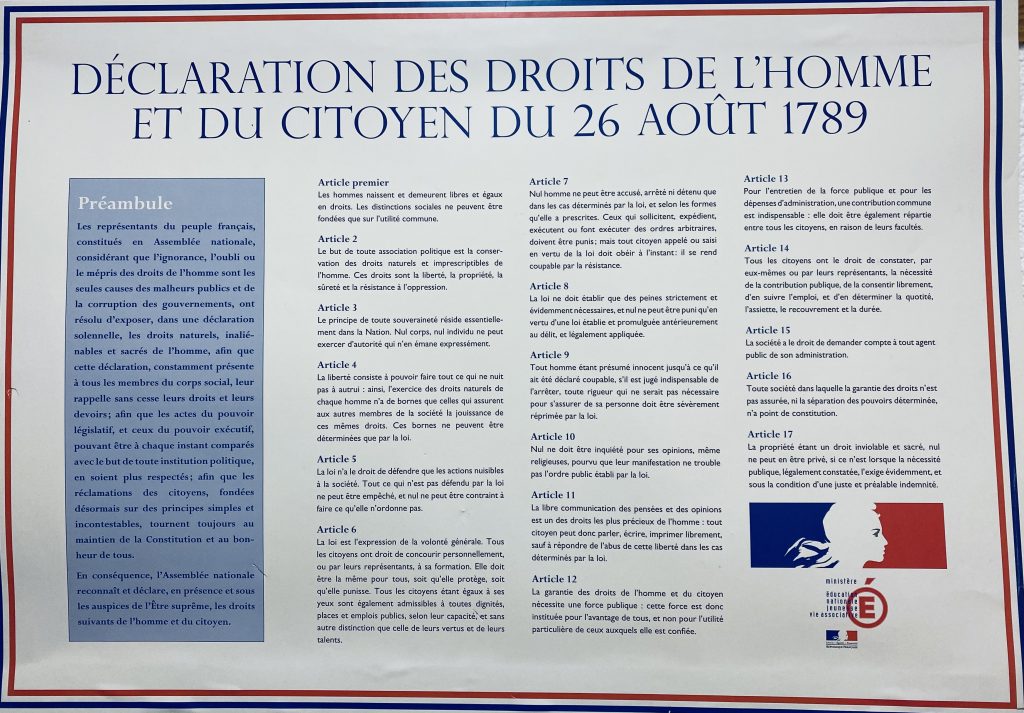 DÉCLARATION DES DROITS DE L'HOMME
ET DU CITOYEN DU 26 AOÛT 1789
Préambule
Les représentants du peuple français,
constitués en Assemblée nationale,
considérant que l'ignorance, l'oubli ou
le mépris des droits de l'homme sont les
seules causes des malheurs publics et de
la corruption des gouvernements, ont
résolu d'exposer, dans une déclaration
solennelle, les droits naturels, inalié-
nables et sacrés de l'homme, afin que
cette déclaration, constamment présente
à tous les membres du corps social, leur
rappelle sans cesse leurs droits et leurs
devoirs; afin que les actes du pouvoir
législatif, et ceux du pouvoir exécutif,
pouvant être à chaque instant comparés
avec le but de toute institution politique,
en soient plus respectés; afin que les
réclamations des citoyens, fondées
désormais sur des principes simples et
incontestables, tournent toujours au
maintien de la Constitution et au bon-
heur de tous.
En conséquence, l'Assemblée nationale
reconnaît et déclare, en présence et sous
les auspices de l'Être suprême, les droits
suivants de l'homme et du citoyen.
Article premier
Les hommes naissent et demeurent libres et égaux
en droits. Les distinctions sociales ne peuvent être
fondées que sur l'utilité commune.
Article 2
Le but de toute association politique est la conser-
vation des droits naturels et imprescriptibles de
l'homme. Ces droits sont la liberté, la propriété, la
sûreté et la résistance à l'oppression.
Article 3
Le principe de toute souveraineté réside essentielle-
ment dans la Nation. Nul corps, nul individu ne peut
exercer d'autorité qui n'en émane expressément.
Article 4
La liberté consiste à pouvoir faire tout ce qui ne nuit
pas à autrui : ainsi, l'exercice des droits naturels de
chaque homme n'a de bornes que celles qui assurent
aux autres membres de la société la jouissance de
ces mêmes droits. Ces bornes ne peuvent être
déterminées que par la loi.
Article 5
La loi n'a le droit de défendre que les actions nuisibles
à la société. Tout ce qui n'est pas défendu par la loi
ne peut être empêché, et nul ne peut être contraint à
faire ce qu'elle n'ordonne pas.
Article 6
La loi est l'expression de la volonté générale. Tous
les citoyens ont droit de concourir personnellement,
ou par leurs représentants, à sa formation. Elle doit
être la même pour tous, soit qu'elle protège, soit
qu'elle punisse. Tous les citoyens étant égaux à ses
yeux sont également admissibles à toutes dignités,
places et emplois publics, selon leur capacité, et sans
autre distinction que celle de leurs vertus et de leurs
talents.
Article 7
Nul homme ne peut être accusé, arrêté ni détenu que
dans les cas déterminés par la loi, et selon les formes
qu'elle a prescrites. Ceux qui sollicitent, expédient,
exécutent ou font exécuter des ordres arbitraires,
doivent être punis; mais tout citoyen appelé ou saisi
en vertu de la loi doit obéir à l'instant: il se rend
coupable par la résistance.
Article 8
La loi ne doit établir que des peines strictement et
évidemment nécessaires, et nul ne peut être puni qu'en
vertu d'une loi établie et promulguée antérieurement
au délit, et légalement appliquée.
Article 9
Tout homme étant présumé innocent jusqu'à ce qu'il
ait été déclaré coupable, s'il est jugé indispensable de
l'arrêter, toute rigueur qui ne serait pas nécessaire
pour s'assurer de sa personne doit être sévèrement
réprimée par la loi.
Article 10
Nul ne doit être inquiété pour ses opinions, même
religieuses, pourvu que leur manifestation ne trouble
pas l'ordre public établi par la loi.
Article 11
La libre communication des pensées et des opinions
est un des droits les plus précieux de l'homme : tout
citoyen peut donc parler, écrire, imprimer librement,
sauf à répondre de l'abus de cette liberté dans les cas
déterminés par la loi.
Article 12
La garantie des droits de l'homme et du citoyen
nécessite une force publique : cette force est donc
instituée pour l'avantage de tous, et non pour l'utilité
particulière de ceux auxquels elle est confiée.
Article 13
Pour l'entretien de la force publique et pour les
dépenses d'administration, une contribution commune
est indispensable : elle doit être également répartie
entre tous les citoyens, en raison de leurs facultés.
Article 14
Tous les citoyens ont le droit de constater, par
eux-mêmes ou par leurs représentants, la nécessité
de la contribution publique, de la consentir librement,
d'en suivre l'emploi, et d'en déterminer la quotité,
l'assiette, le recouvrement et la durée.
Article 15
La société a le droit de demander compte à tout agent
public de son administration.
Article 16
Toute société dans laquelle la garantie des droits n'est
pas assurée, ni la séparation des pouvoirs déterminée,
n'a point de constitution.
Article 17
La propriété étant un droit inviolable et sacré, nul
ne peut en être privé, si ce n'est lorsque la nécessité
publique, légalement constatée, l'exige évidemment, et
sous la condition d'une juste et préalable indemnité.
ministère
éducation
nationale
jeunesse
vie associative
É